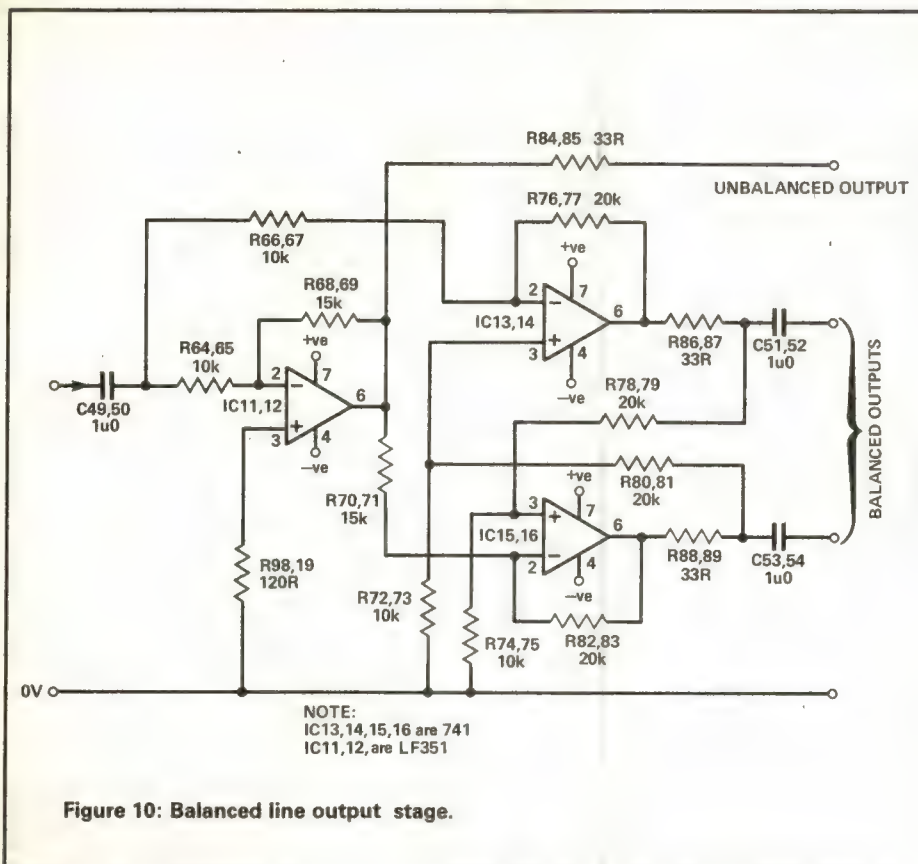 R84,85 33R
UNBALANCED OUTPUT
R76,77 20k
R66,67
10k
+ve
2
7
R68,69
15k
IC13,14
6
3
4
-ve
R86,87
33R
C51,52
1u0
R64,65
10k
+ve
2
7
C49,50
1u0
IC11,12
6
3
4
-ve
R78,79
20k
R70,71
15k
+ve
R80,81
20k
3
7
IC15,16
6
2
4
-ve
R88,89
33R
C53,54
1u0
BALANCED OUTPUTS
R98,19
120R
R72,73
10k
R74,75
10k
R82,83
20k
0V
NOTE:
IC13,14,15,16 are 741
IC11,12,are LF351
Figure 10: Balanced line output stage.